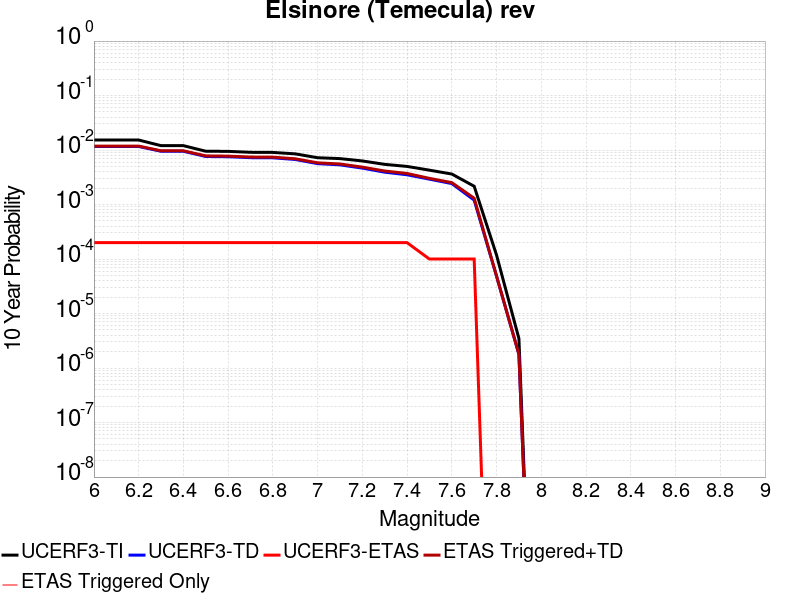 Elsinore (Temecula) rev
10 Year Probability
10^0
10^-1
10^-2
10^-3
10^-4
10^-5
10^-6
10^-7
10^-8
6 6.2 6.4 6.6 6.8 7 7.2 7.4 7.6 7.8 8 8.2 8.4 8.6 8.8 9
Magnitude
UCERF3-TI UCERF3-TD UCERF3-ETAS ETAS Triggered+TD
ETAS Triggered Only